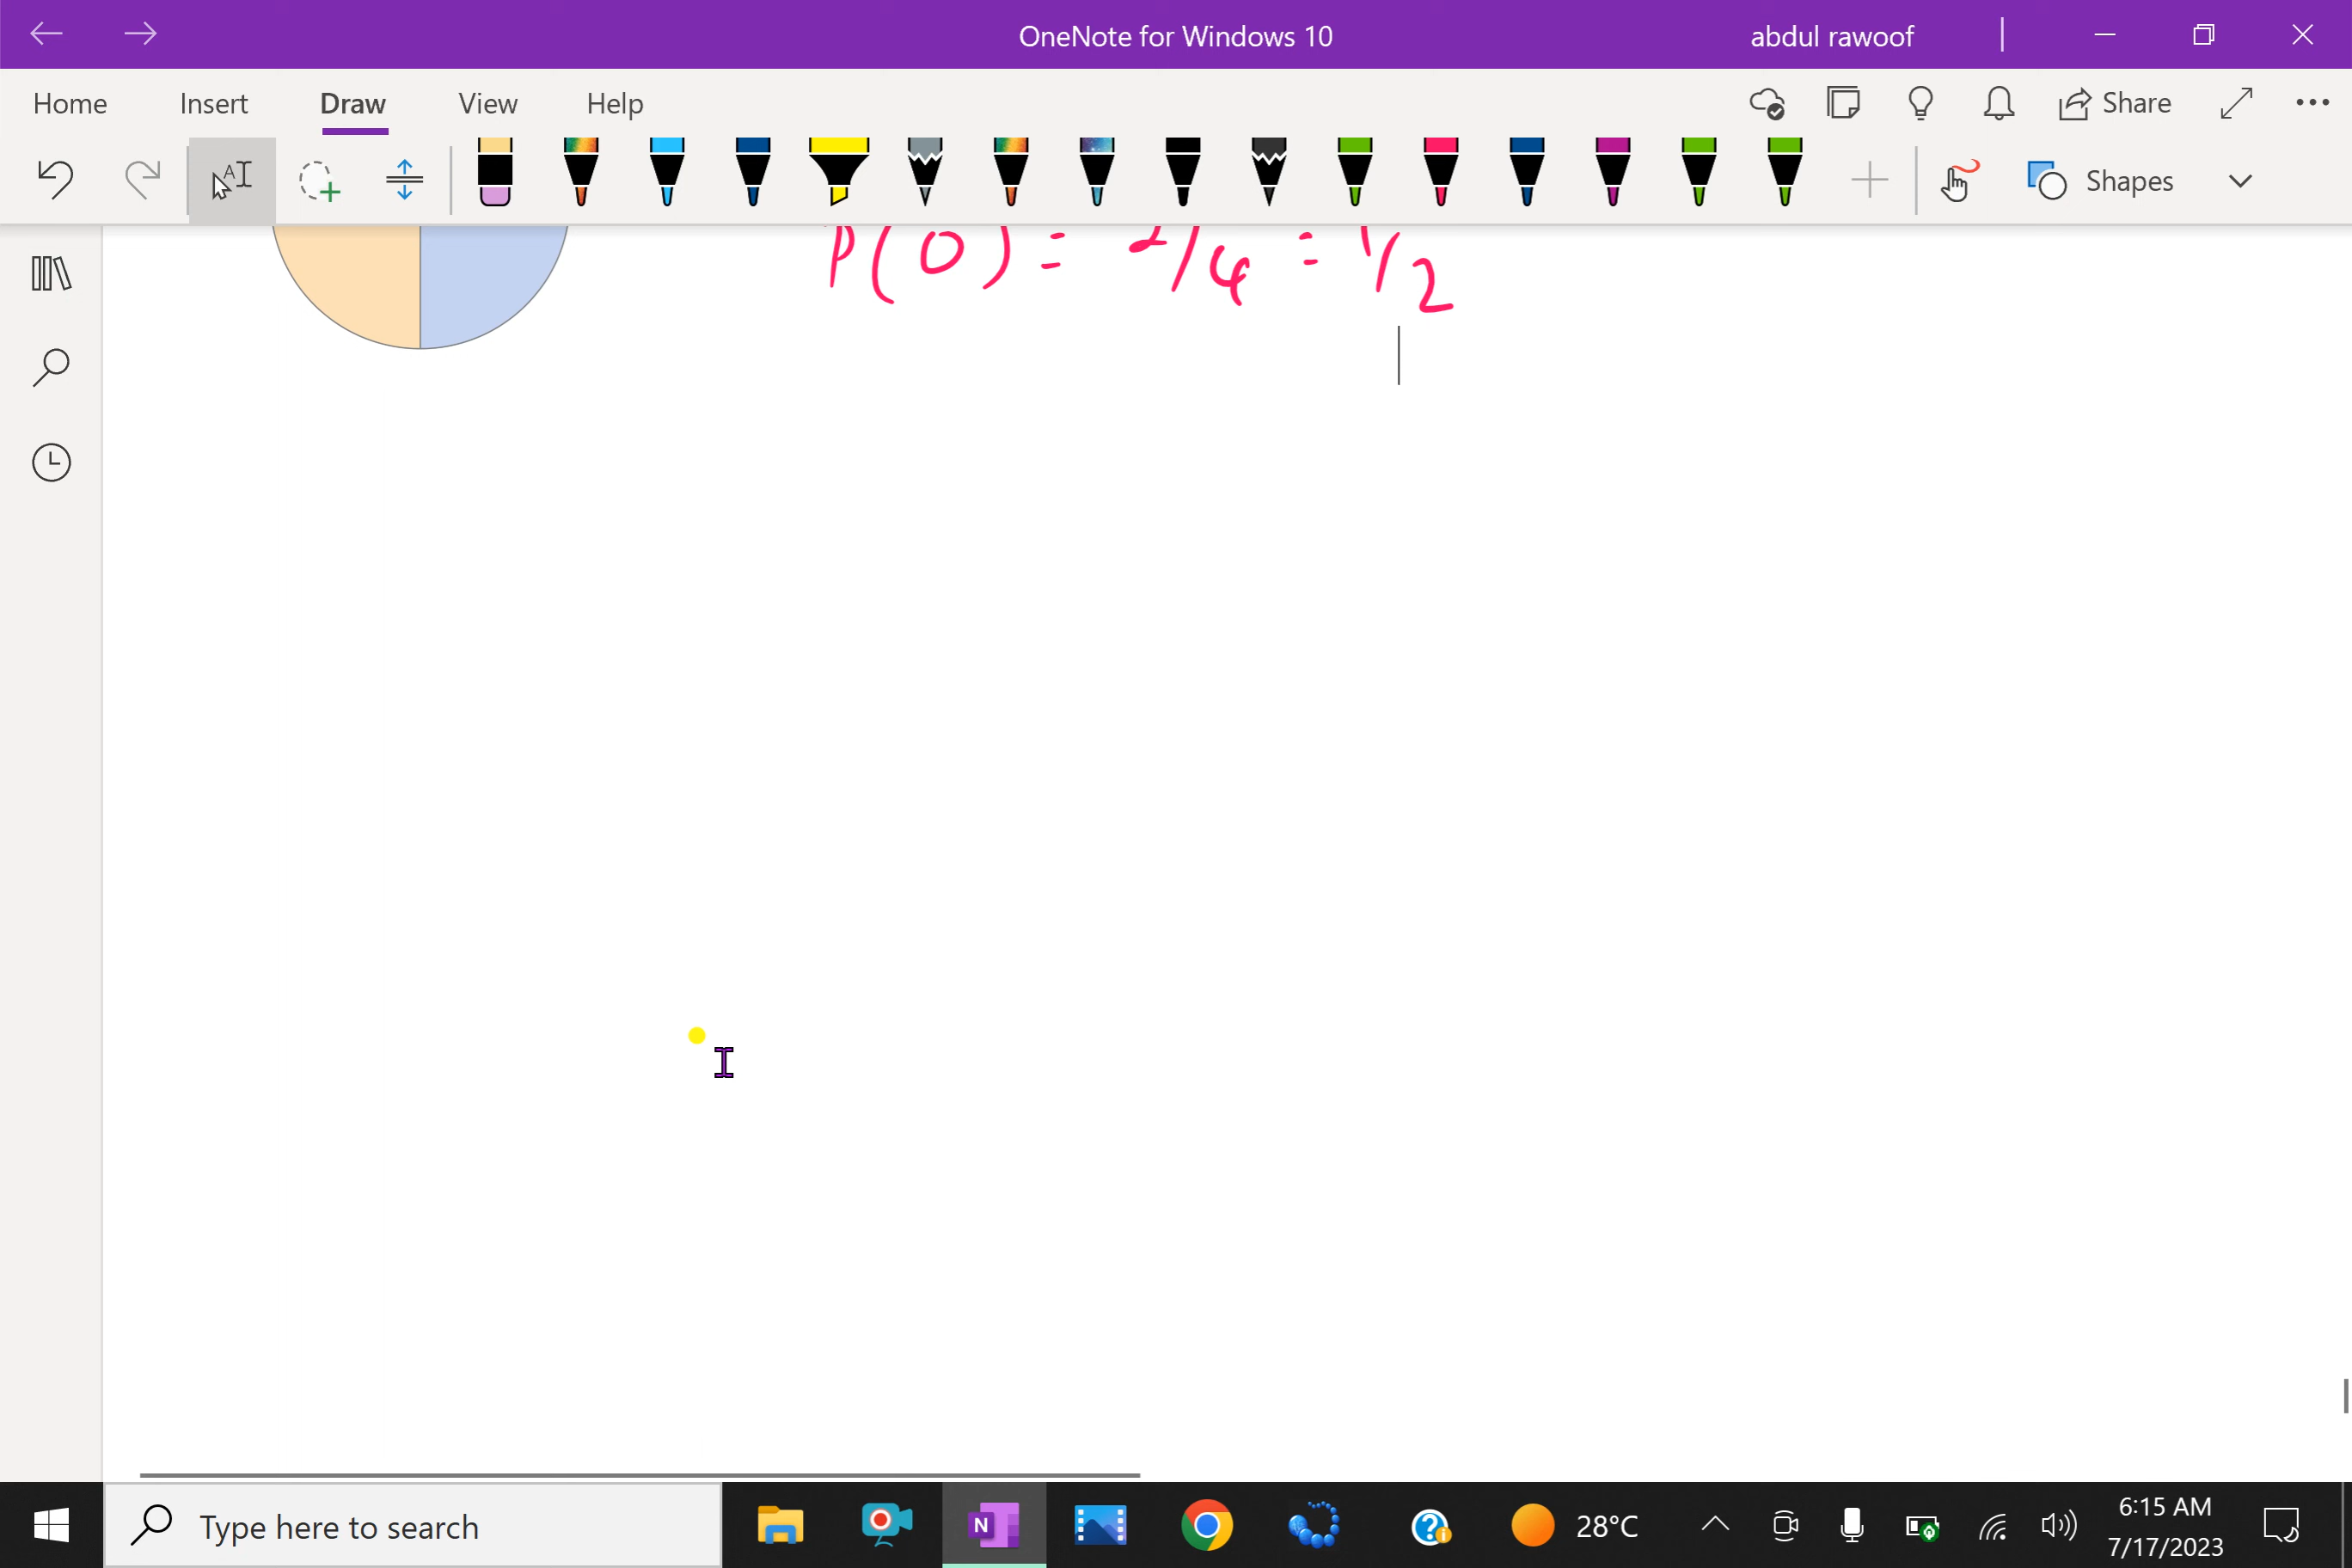 OneNote for Windows 10
abdul rawoof
Home Insert Draw View Help
Share
Shapes
P(0) = 2/4 = 1/2
Type here to search
28°C
6:15 AM
7/17/2023